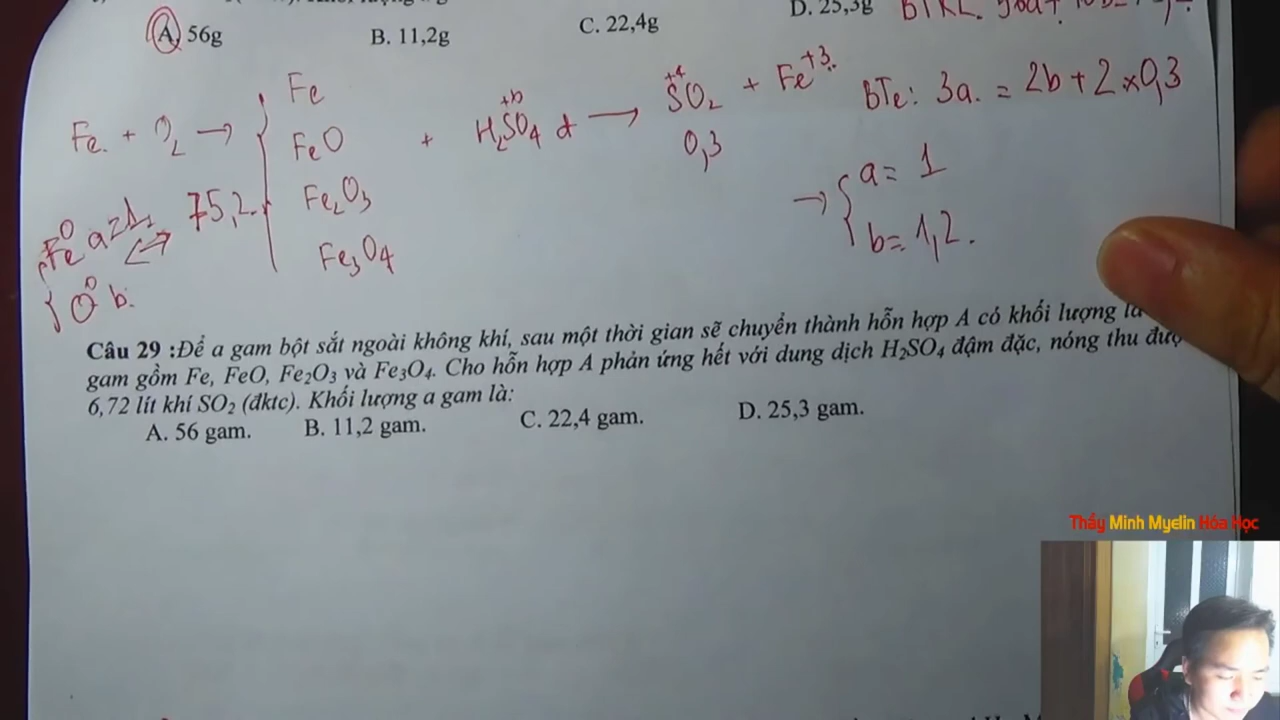 D. 25,3g BTKL.
A. 56g B. 11,2g C. 22,4g
Fe + O2 → { Fe FeO Fe2O3 Fe3O4 + H2SO4 đ → SO2 + Fe+3
+6 +4
0,3
BTe: 3a = 2b + 2×0,3
→ { a = 1
b = 1,2.
75,2
Fe0 a=1
O0 b
Câu 29 :Để a gam bột sắt ngoài không khí, sau một thời gian sẽ chuyển thành hỗn hợp A có khối lượng là
gam gồm Fe, FeO, Fe2O3 và Fe3O4. Cho hỗn hợp A phản ứng hết với dung dịch H2SO4 đậm đặc, nóng thu
6,72 lít khí SO2 (đktc). Khối lượng a gam là:
A. 56 gam. B. 11,2 gam. C. 22,4 gam. D. 25,3 gam.
Thầy Minh Myelin Hóa Học